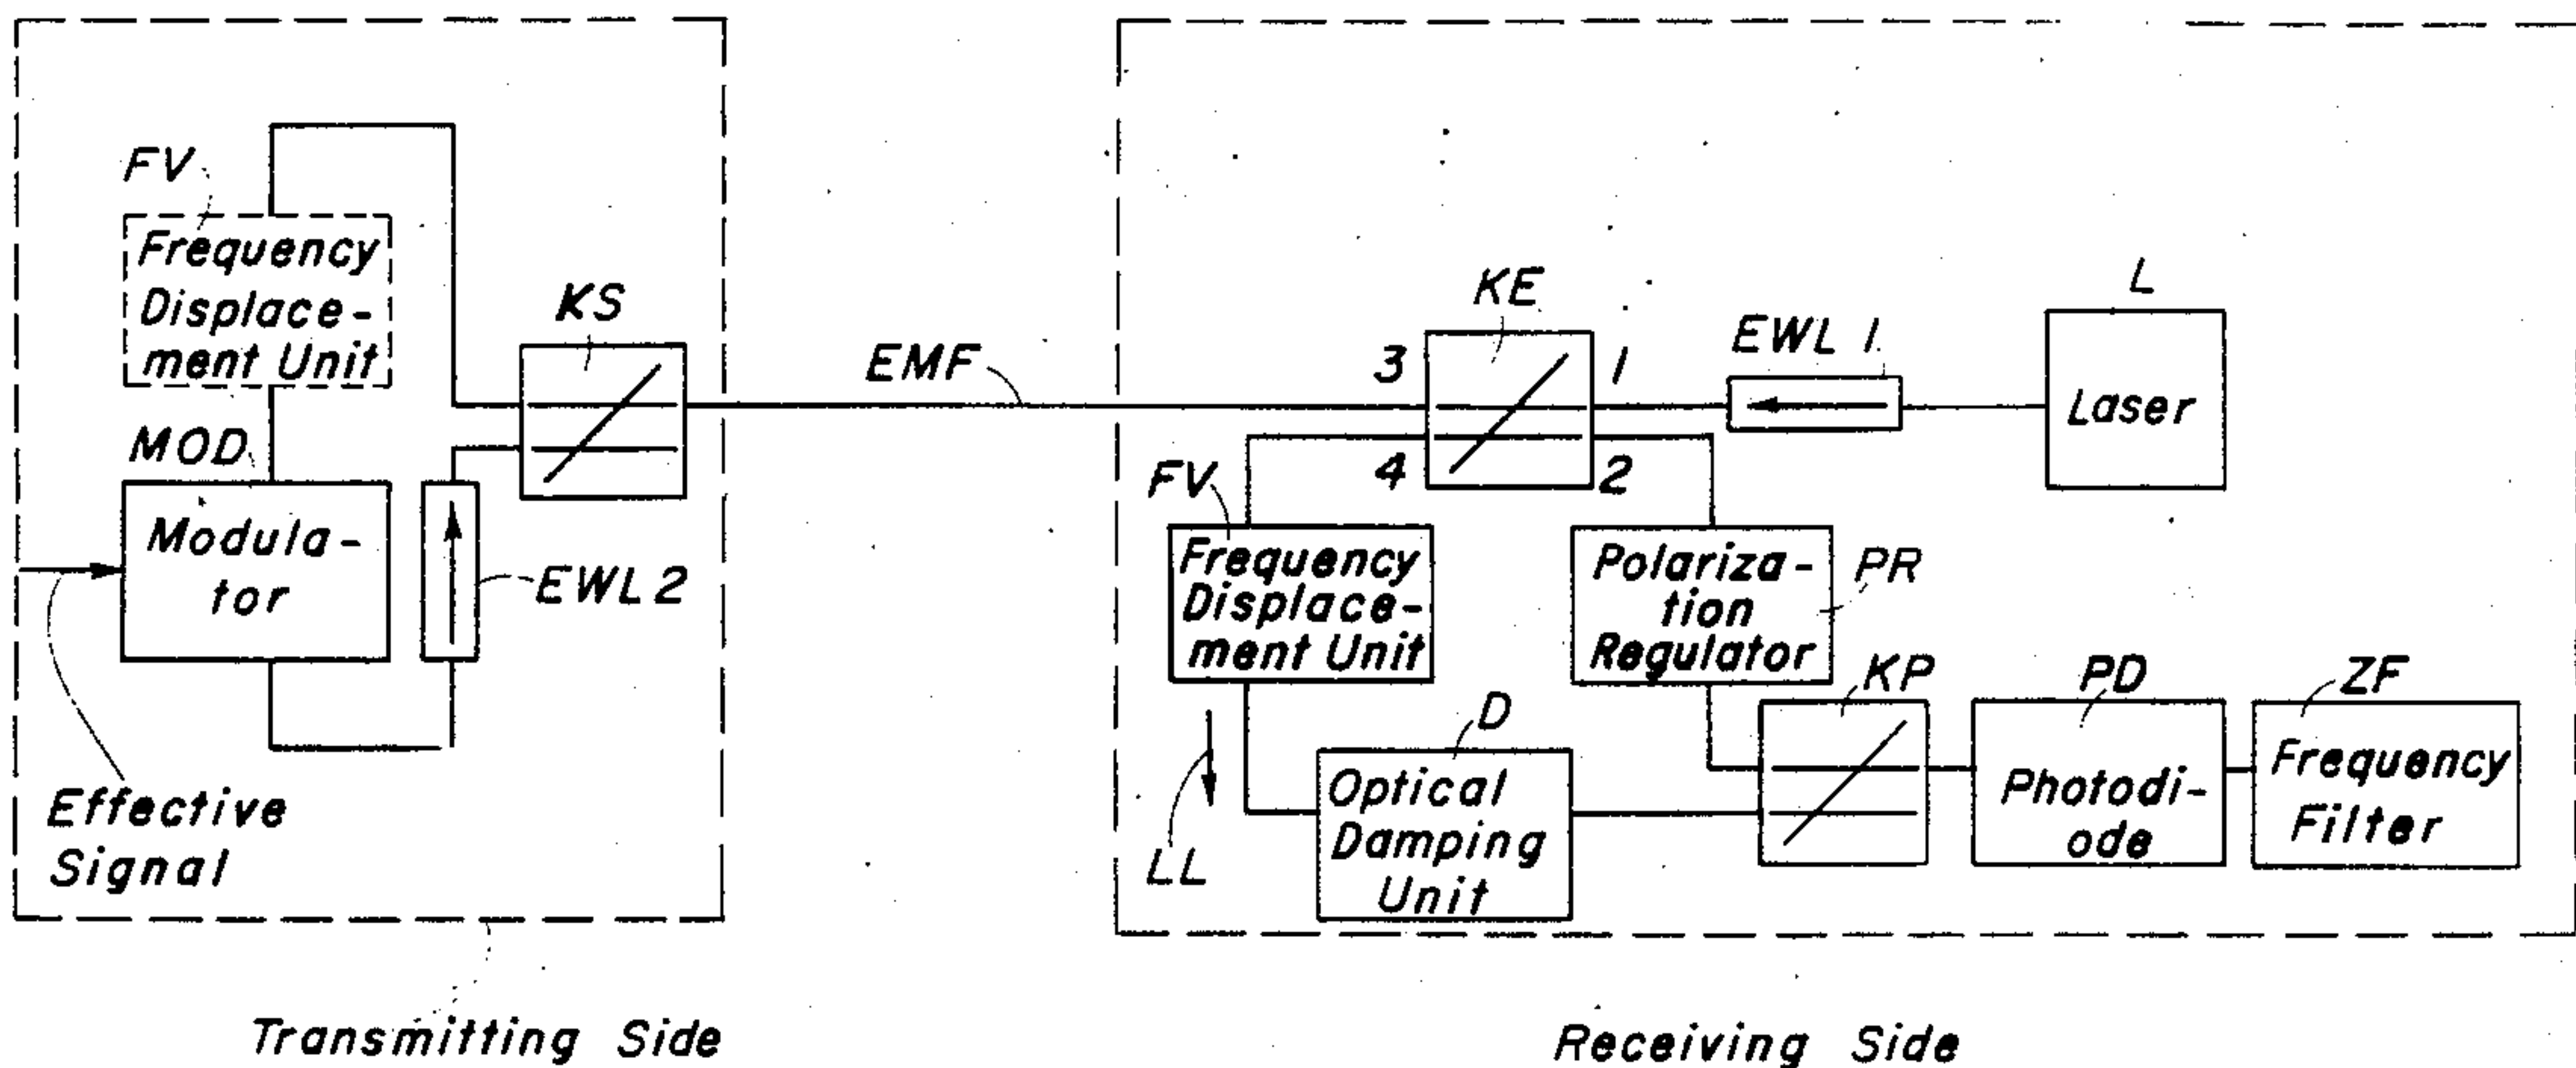 FV
Frequency
Displace-
ment Unit
MOD
Modula-
tor
KS
EWL 2
Effective
Signal
Transmitting Side
EMF
KE
3
1
4
2
EWL 1
L
Laser
FV
Frequency
Displace-
ment Unit
LL
D
Optical
Damping
Unit
Polariza-
tion
Regulator
PR
KP
PD
Photodi-
ode
ZF
Frequency
Filter
Receiving Side